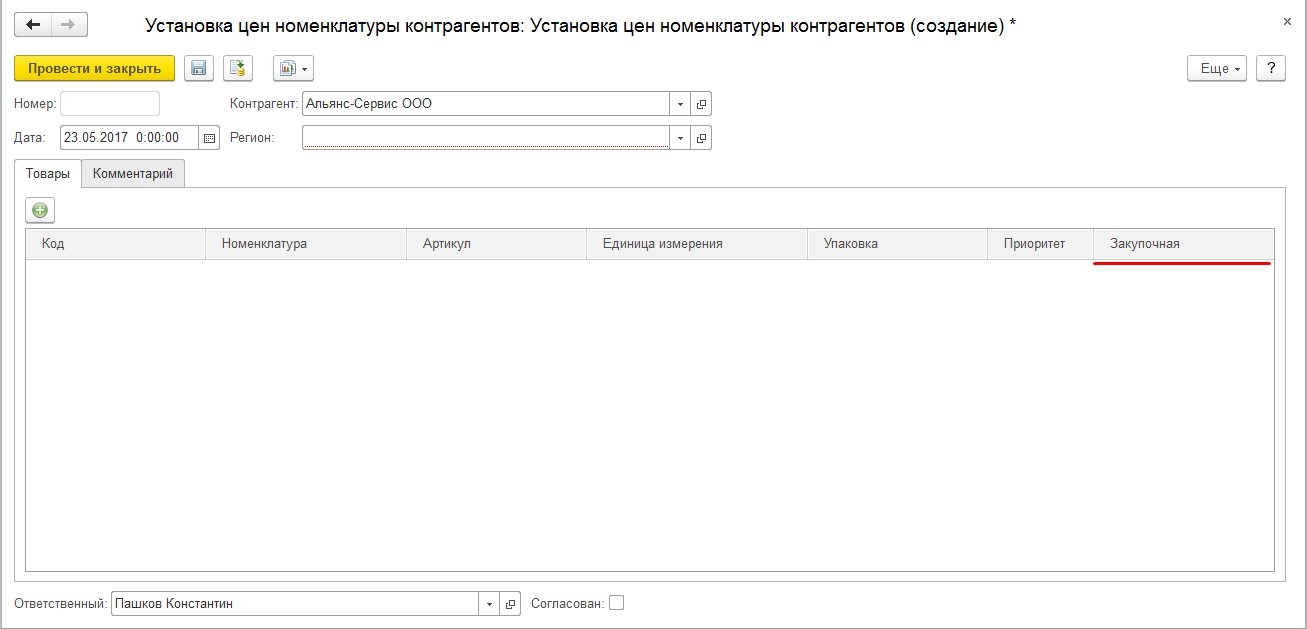 Установка цен номенклатуры контрагентов: Установка цен номенклатуры контрагентов (создание) *
Провести и закрыть Еще ?
Номер: Контрагент: Альянс-Сервис ООО
Дата: 23.05.2017 0:00:00 Регион:
Товары Комментарий
Код Номенклатура Артикул Единица измерения Упаковка Приоритет Закупочная
Ответственный: Пашков Константин Согласован: